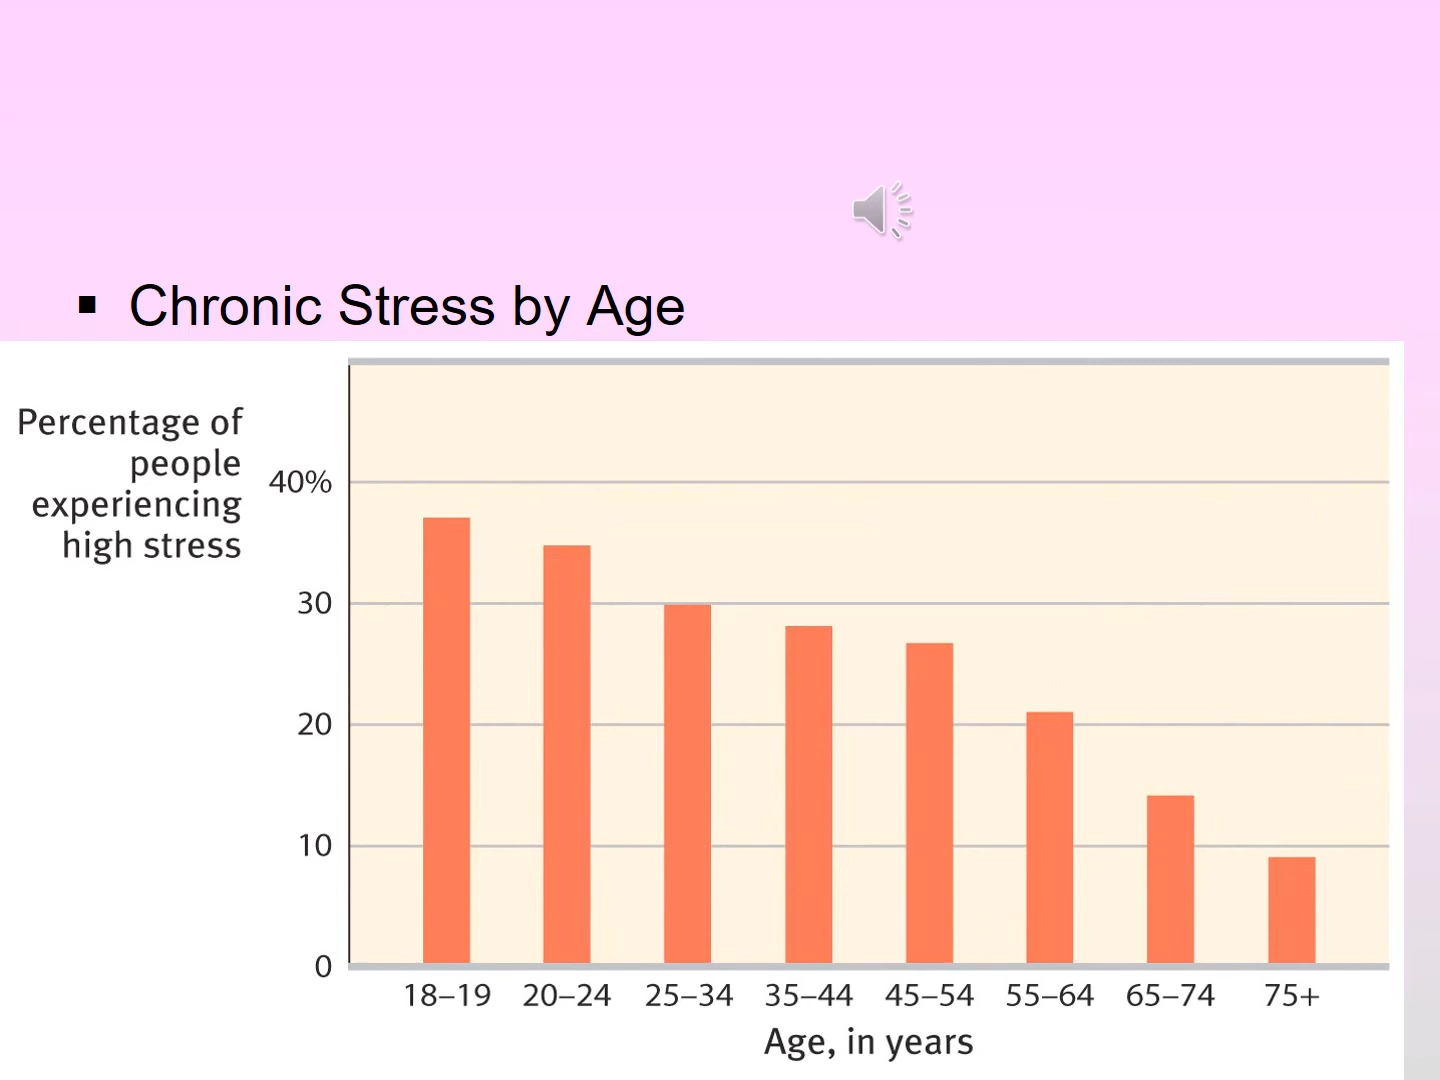 ▪ Chronic Stress by Age
Percentage of
people
experiencing
high stress
40%
30
20
10
0
18–19 20–24 25–34 35–44 45–54 55–64 65–74 75+
Age, in years